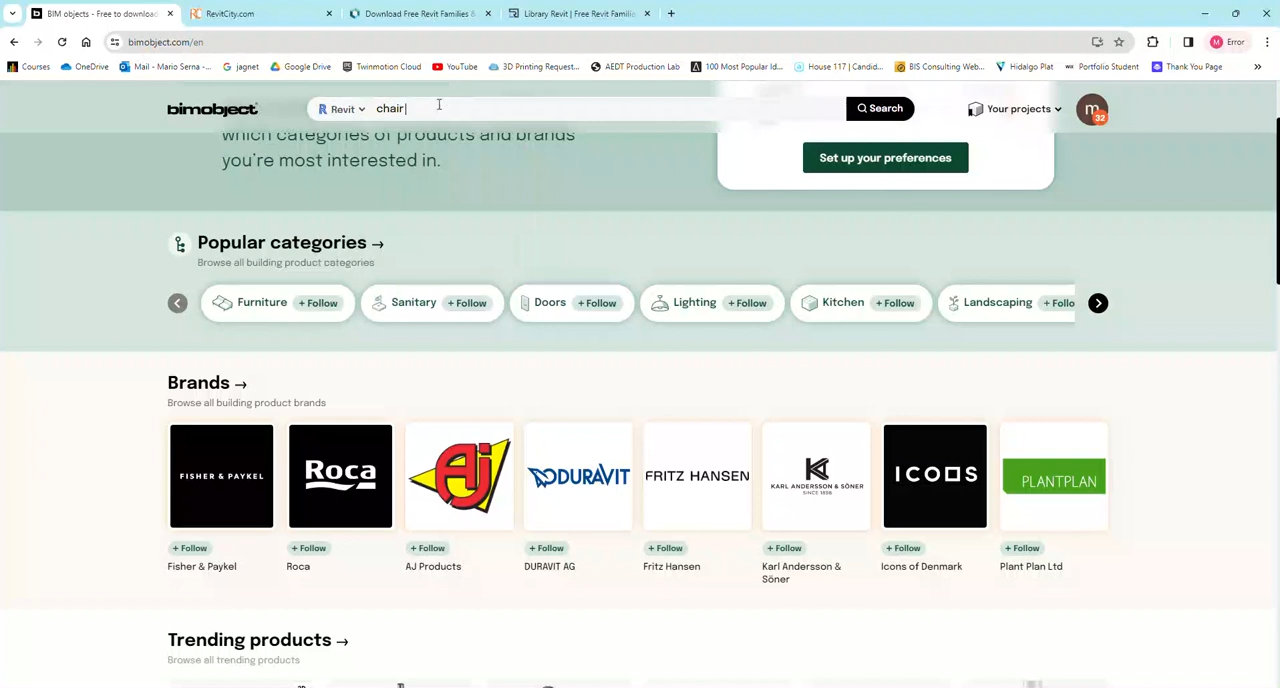 BIM objects - Free to download
RevitCity.com
Download Free Revit Families &
Library Revit | Free Revit Familie
bimobject.com/en
M Error
Courses
OneDrive
Mail - Mario Serna -...
jagnet
Google Drive
Twinmotion Cloud
YouTube
3D Printing Request...
AEDT Production Lab
100 Most Popular Id...
House 117 | Candid...
BIS Consulting Web...
Hidalgo Plat
Portfolio Student
Thank You Page
bimobject
R Revit
chair
Search
Your projects
m
32
which categories of products and brands
you're most interested in.
Set up your preferences
Popular categories →
Browse all building product categories
Furniture + Follow
Sanitary + Follow
Doors + Follow
Lighting + Follow
Kitchen + Follow
Landscaping + Follo
Brands →
Browse all building product brands
FISHER & PAYKEL
Roca
AJ
DURAVIT
FRITZ HANSEN
KARL ANDERSSON & SÖNER
SINCE 1898
ICONS
PLANTPLAN
+ Follow
+ Follow
+ Follow
+ Follow
+ Follow
+ Follow
+ Follow
+ Follow
Fisher & Paykel
Roca
AJ Products
DURAVIT AG
Fritz Hansen
Karl Andersson &
Söner
Icons of Denmark
Plant Plan Ltd
Trending products →
Browse all trending products